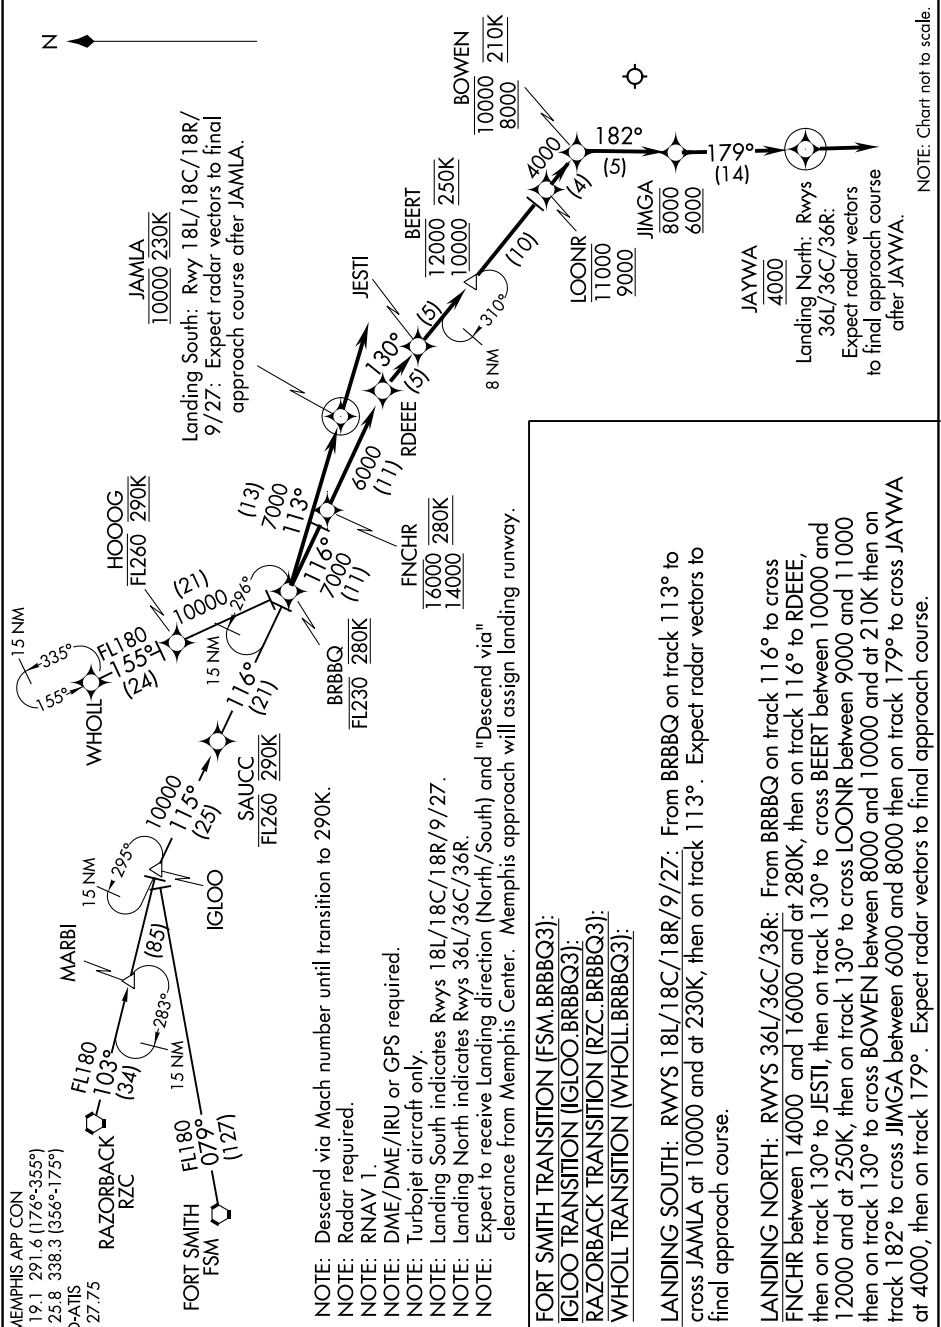 MEMPHIS APP CON
19.1 291.6 (176°-355°)
25.8 338.3 (356°-175°)
D-ATIS
27.75
N
RAZORBACK
RZC
FL180
103°
(34)
MARBI
15 NM
283°
(85)
FORT SMITH
FSM
FL180
079°
(127)
IGLOO
15 NM
295°
10000
115°
(25)
SAUCC
FL260 290K
116°
(21)
WHOLL
15 NM
335°
155°
FL180
155°
(24)
HOOOG
FL260 290K
(21)
10000
15 NM
296°
BRBBQ
FL230 280K
(13)
7000
113°
JAMLA
10000 230K
Landing South: Rwy 18L/18C/18R/
9/27: Expect radar vectors to final
approach course after JAMLA.
116°
7000
(11)
FNCHR
16000 280K
14000
6000
(11)
RDEEE
130°
(5)
JESTI
(5)
BEERT
12000 250K
10000
310°
8 NM
(10)
LOONR
11000
9000
4000
(4)
BOWEN
10000 210K
8000
182°
(5)
JIMGA
8000
6000
179°
(14)
JAYWA
4000
Landing North: Rwys
36L/36C/36R:
Expect radar vectors
to final approach course
after JAYWA.
NOTE: Chart not to scale.
NOTE: Descend via Mach number until transition to 290K.
NOTE: Radar required.
NOTE: RNAV 1.
NOTE: DME/DME/IRU or GPS required.
NOTE: Turbojet aircraft only.
NOTE: Landing South indicates Rwys 18L/18C/18R/9/27.
NOTE: Landing North indicates Rwys 36L/36C/36R.
NOTE: Expect to receive Landing direction (North/South) and "Descend via"
clearance from Memphis Center. Memphis approach will assign landing runway.
FORT SMITH TRANSITION (FSM.BRBBQ3):
IGLOO TRANSITION (IGLOO.BRBBQ3):
RAZORBACK TRANSITION (RZC.BRBBQ3):
WHOLL TRANSITION (WHOLL.BRBBQ3):
LANDING SOUTH: RWYS 18L/18C/18R/9/27: From BRBBQ on track 113° to
cross JAMLA at 10000 and at 230K, then on track 113°. Expect radar vectors to
final approach course.
LANDING NORTH: RWYS 36L/36C/36R: From BRBBQ on track 116° to cross
FNCHR between 14000 and 16000 and at 280K, then on track 116° to RDEEE,
then on track 130° to JESTI, then on track 130° to cross BEERT between 10000 and
12000 and at 250K, then on track 130° to cross LOONR between 9000 and 11000
then on track 130° to cross BOWEN between 8000 and 10000 and at 210K then on
track 182° to cross JIMGA between 6000 and 8000 then on track 179° to cross JAYWA
at 4000, then on track 179°. Expect radar vectors to final approach course.